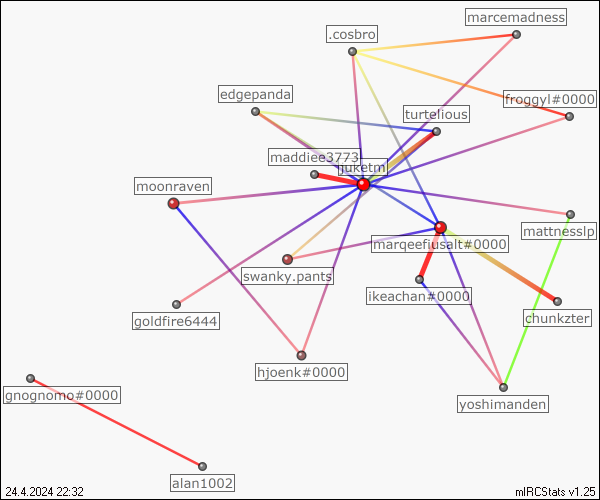 marcemadness
.cosbro
edgepanda
froggyl#0000
turtelious
maddiee3773
juketml
moonraven
mattnesslp
marqeefiusalt#0000
swanky.pants
ikeachan#0000
goldfire6444
chunkzter
hjoenk#0000
gnognomo#0000
yoshimanden
alan1002
24.4.2024 22:32
mIRCStats v1.25